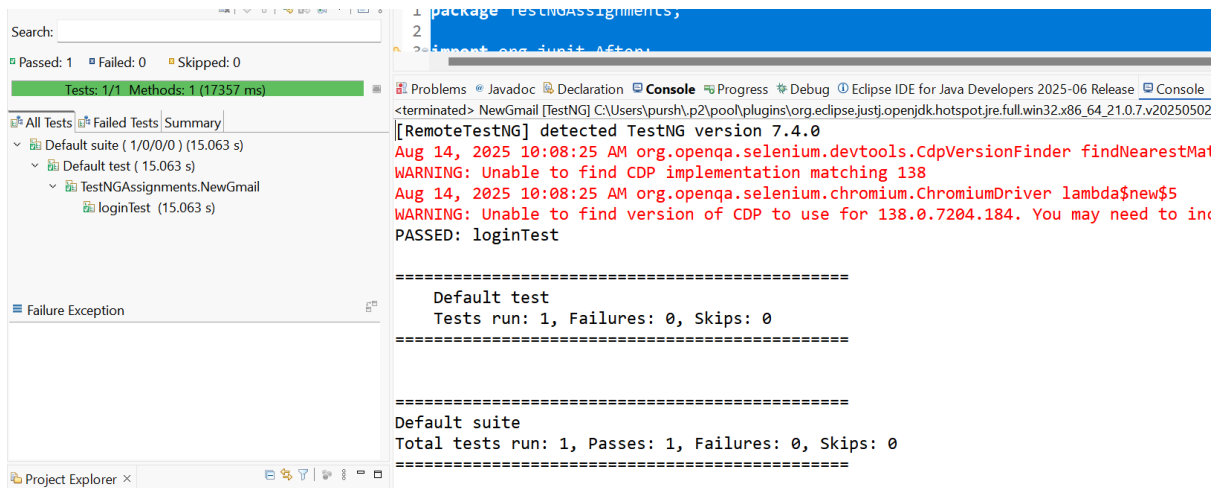 Search:
Passed: 1 Failed: 0 Skipped: 0
Tests: 1/1 Methods: 1 (17357 ms)
All Tests Failed Tests Summary
Default suite ( 1/0/0/0 ) (15.063 s)
Default test ( 15.063 s)
TestNGAssignments.NewGmail
loginTest (15.063 s)
Failure Exception
Project Explorer ×
1 package TestNGAssignments;
2
3 import org.junit.After;
Problems @ Javadoc Declaration Console Progress Debug Eclipse IDE for Java Developers 2025-06 Release Console
<terminated> NewGmail [TestNG] C:\Users\pursh\.p2\pool\plugins\org.eclipse.justj.openjdk.hotspot.jre.full.win32.x86_64_21.0.7.v20250502
[RemoteTestNG] detected TestNG version 7.4.0
Aug 14, 2025 10:08:25 AM org.openqa.selenium.devtools.CdpVersionFinder findNearestMat
WARNING: Unable to find CDP implementation matching 138
Aug 14, 2025 10:08:25 AM org.openqa.selenium.chromium.ChromiumDriver lambda$new$5
WARNING: Unable to find version of CDP to use for 138.0.7204.184. You may need to inc
PASSED: loginTest
===============================================
Default test
Tests run: 1, Failures: 0, Skips: 0
===============================================
===============================================
Default suite
Total tests run: 1, Passes: 1, Failures: 0, Skips: 0
===============================================